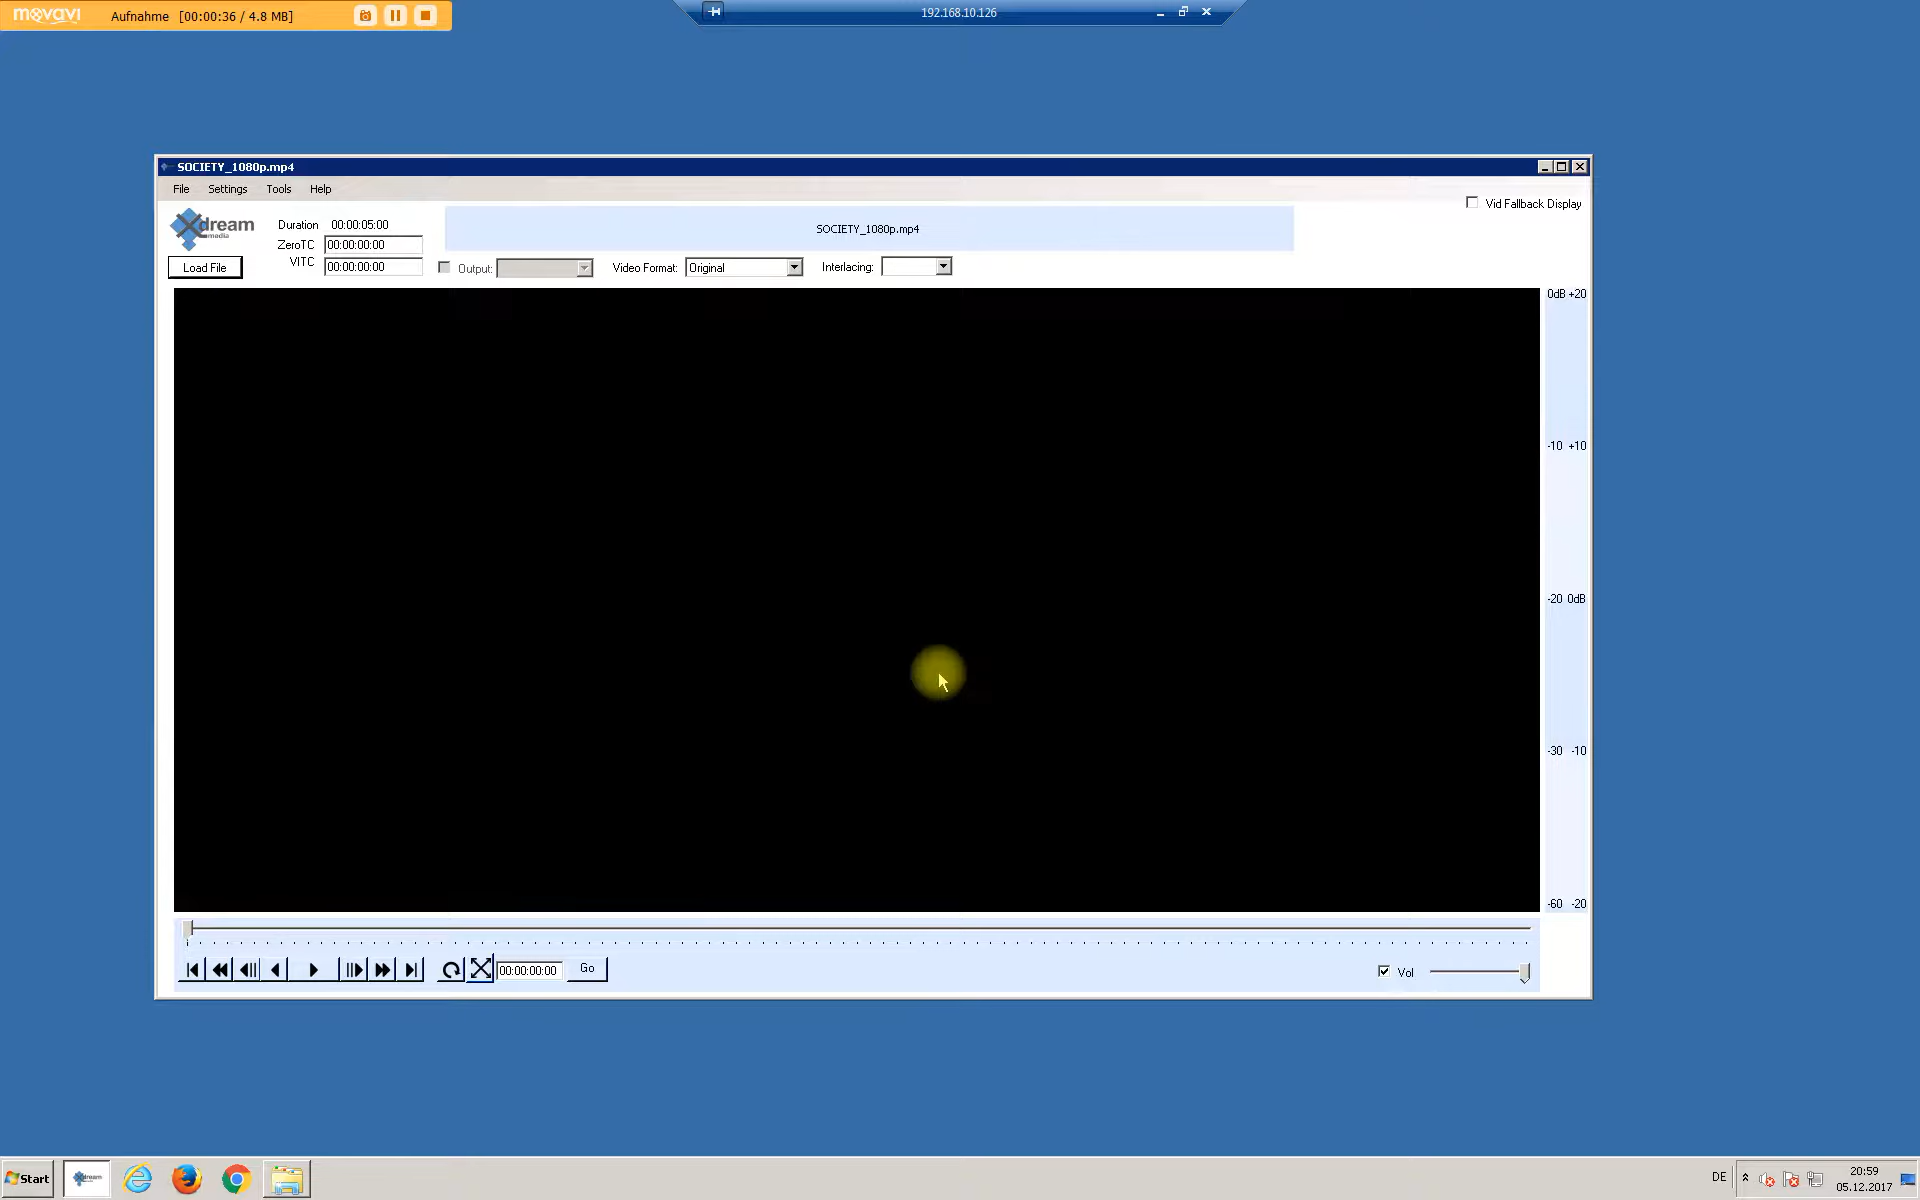 movavi Aufnahme [00:00:36 / 4.8 MB]
192.168.10.126
SOCIETY_1080p.mp4
File Settings Tools Help
Vid Fallback Display
Xdream
media
Duration 00:00:05:00
SOCIETY_1080p.mp4
ZeroTC 00:00:00:00
VITC 00:00:00:00
Load File
Output: Video Format: Original Interlacing:
0dB +20
-10 +10
-20 0dB
-30 -10
-60 -20
00:00:00:00 Go
Vol
Start
Xdream
DE
20:59
05.12.2017